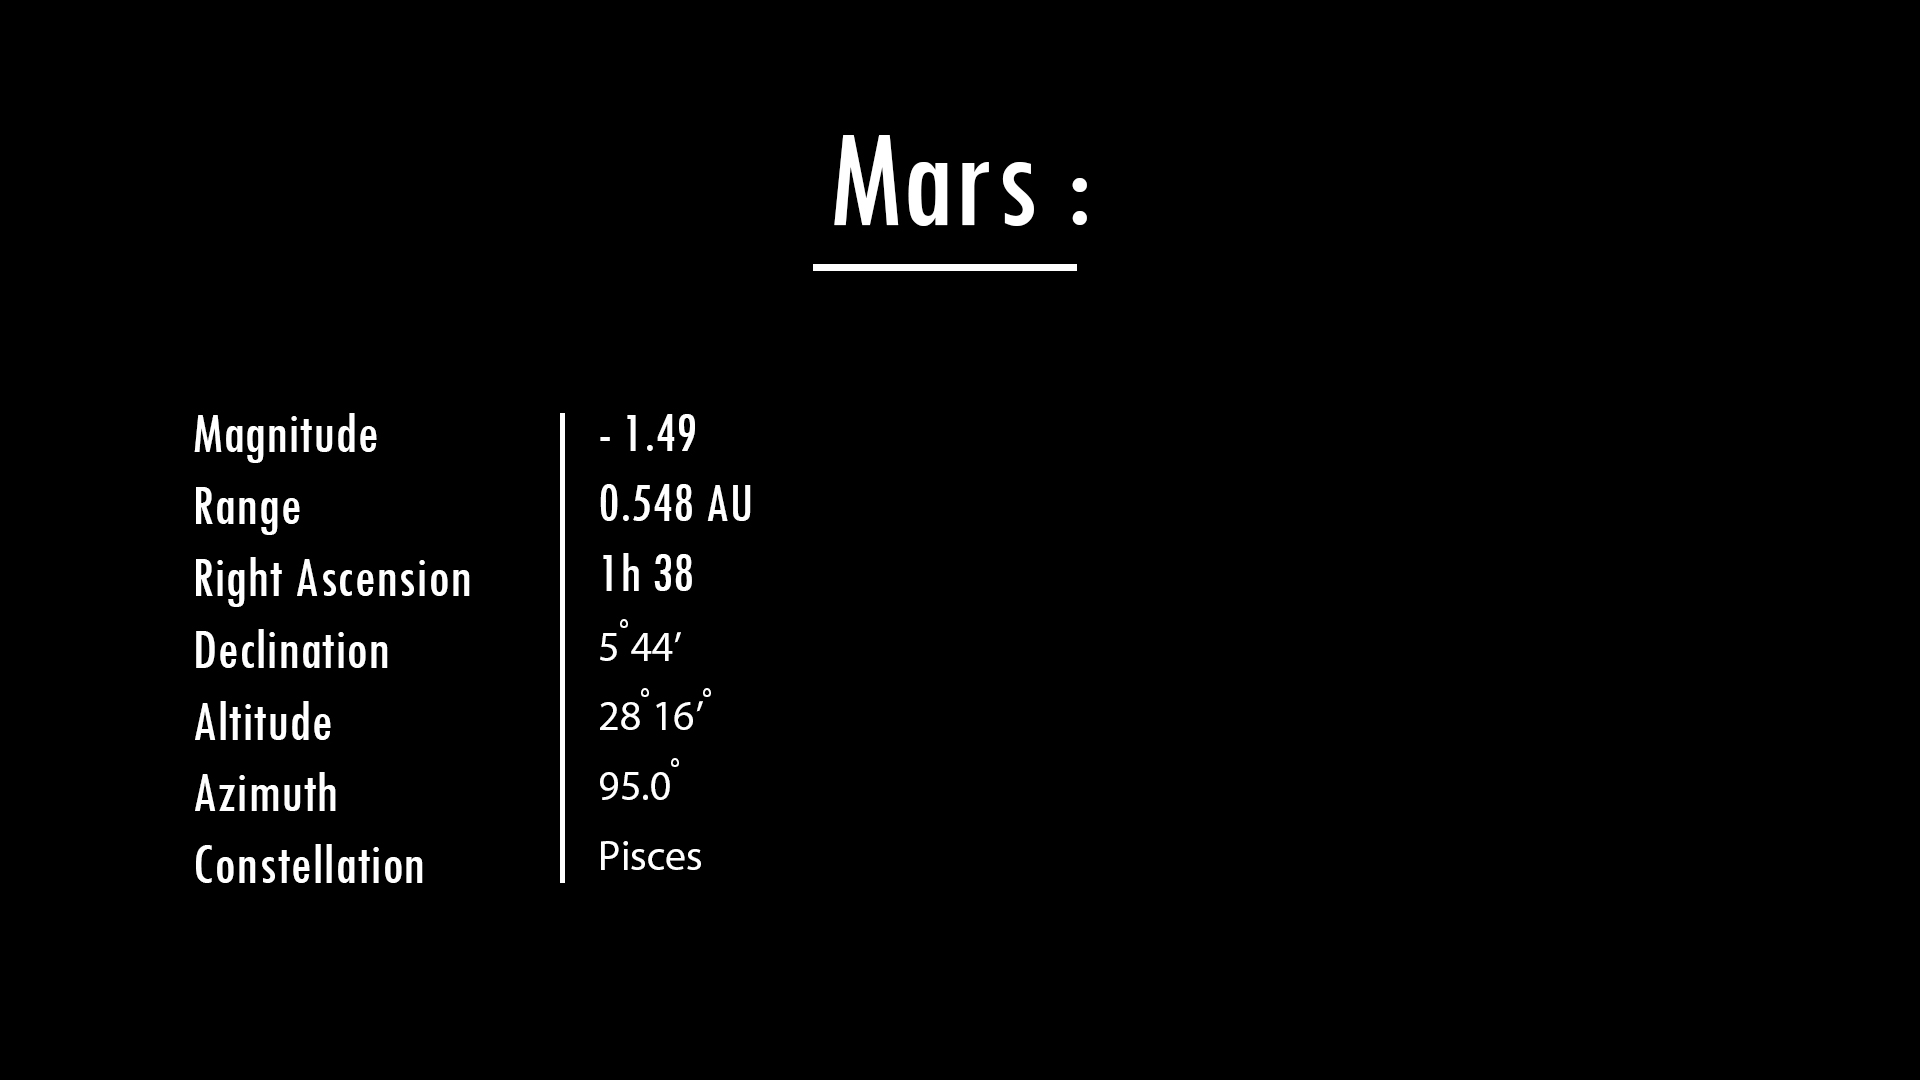 Mars :
Magnitude - 1.49
Range 0.548 AU
Right Ascension 1h 38
Declination 5°44’
Altitude 28°16’°
Azimuth 95.0°
Constellation Pisces